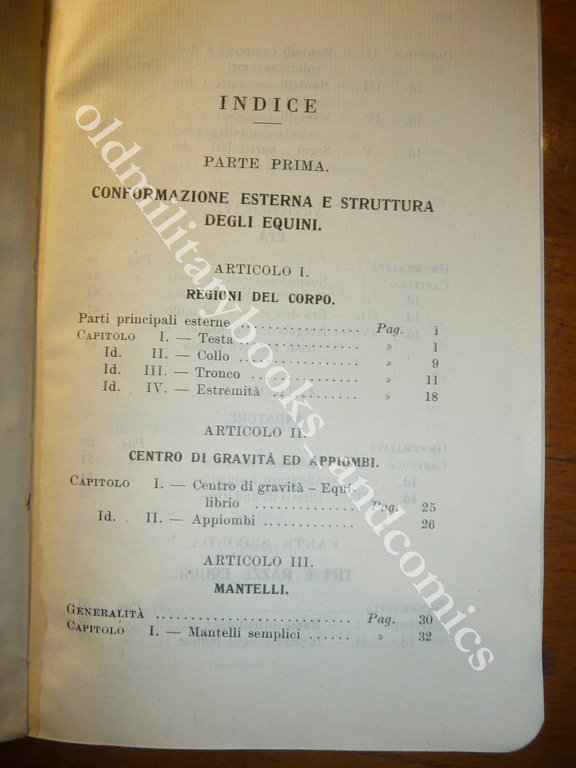 INDICE
PARTE PRIMA.
CONFORMAZIONE ESTERNA E STRUTTURA
DEGLI EQUINI.
ARTICOLO I.
REGIONI DEL CORPO.
Parti principali esterne . . . . . . . . . . . . . . . Pag. 1
CAPITOLO I. — Testa . . . . . . . . . . . . . . . » 1
Id. II. — Collo . . . . . . . . . . . . . . . » 9
Id. III. — Tronco . . . . . . . . . . . . . . . » 11
Id. IV. — Estremità . . . . . . . . . . . . . . . » 18
ARTICOLO II.
CENTRO DI GRAVITÀ ED APPIOMBI.
CAPITOLO I. — Centro di gravità – Equi-
librio . . . . . . . . . . . . . . . Pag. 25
Id. II. — Appiombi . . . . . . . . . . . . . . . » 26
ARTICOLO III.
MANTELLI.
GENERALITÀ . . . . . . . . . . . . . . . Pag. 30
CAPITOLO I. — Mantelli semplici . . . . . . » 32
oldmilitarybooks_andcomics